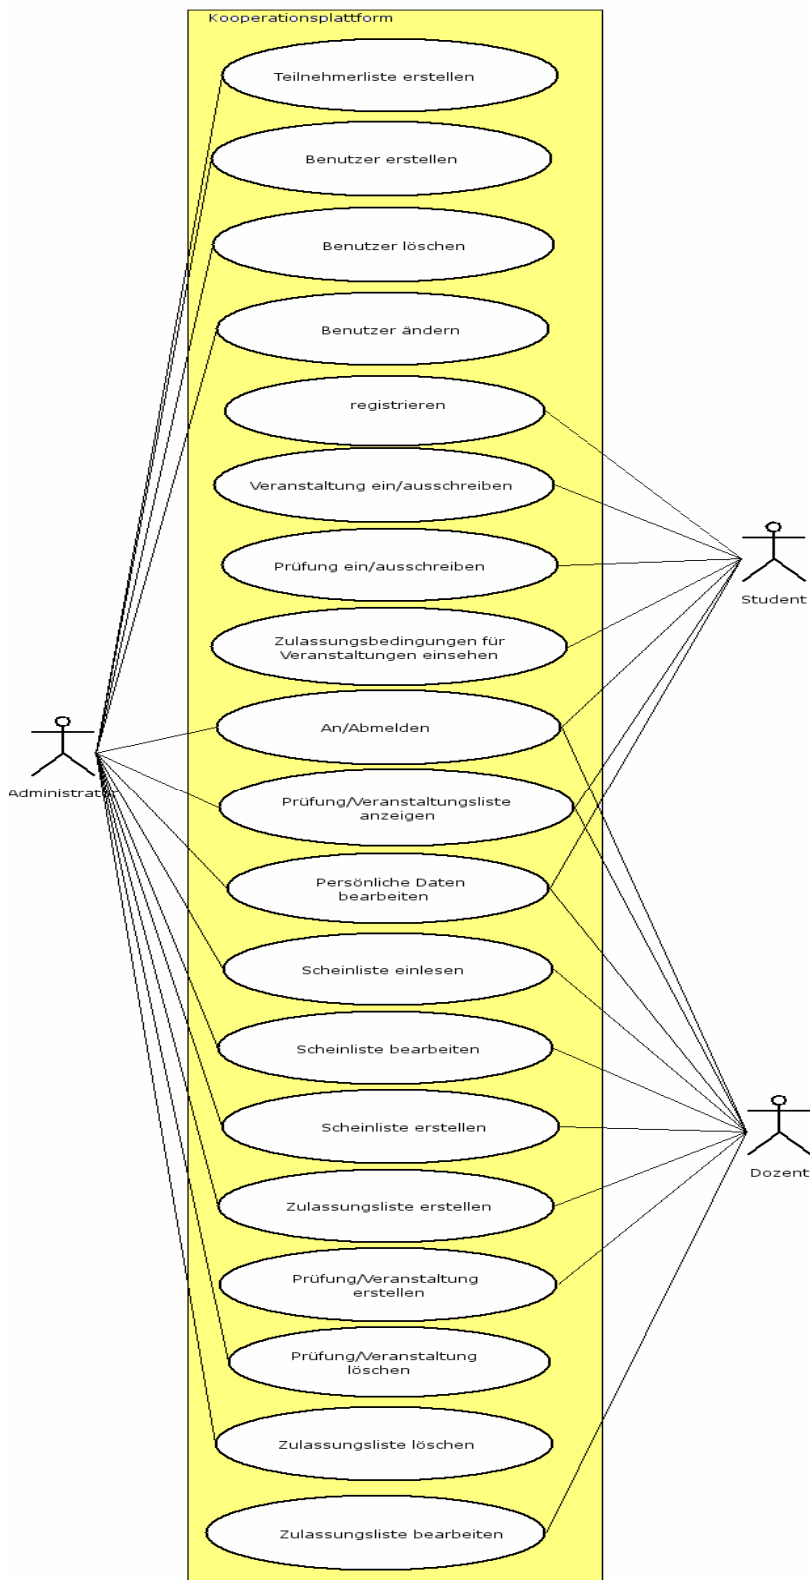 Kooperationsplattform
Teilnehmerliste erstellen
Benutzer erstellen
Benutzer löschen
Benutzer ändern
registrieren
Veranstaltung ein/ausschreiben
Prüfung ein/ausschreiben
Student
Zulassungsbedingungen für
Veranstaltungen einsehen
An/Abmelden
Administrator
Prüfung/Veranstaltungsliste
anzeigen
Persönliche Daten
bearbeiten
Scheinliste einlesen
Scheinliste bearbeiten
Scheinliste erstellen
Dozent
Zulassungsliste erstellen
Prüfung/Veranstaltung
erstellen
Prüfung/Veranstaltung
löschen
Zulassungsliste löschen
Zulassungsliste bearbeiten